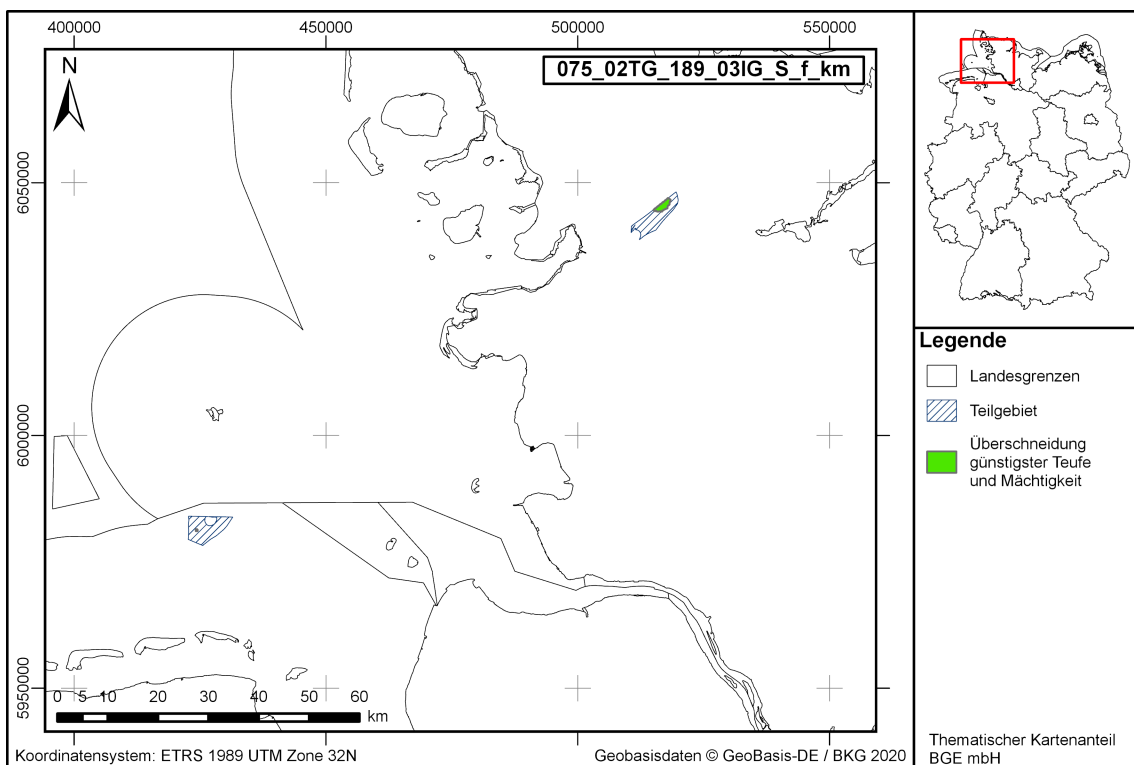 400000
450000
500000
550000
075_02TG_189_03IG_S_f_km
N
6050000
6000000
5950000
0 5 10 20 30 40 50 60
km
Koordinatensystem: ETRS 1989 UTM Zone 32N
Geobasisdaten © GeoBasis-DE / BKG 2020
Legende
Landesgrenzen
Teilgebiet
Überschneidung
günstigster Teufe
und Mächtigkeit
Thematischer Kartenanteil
BGE mbH